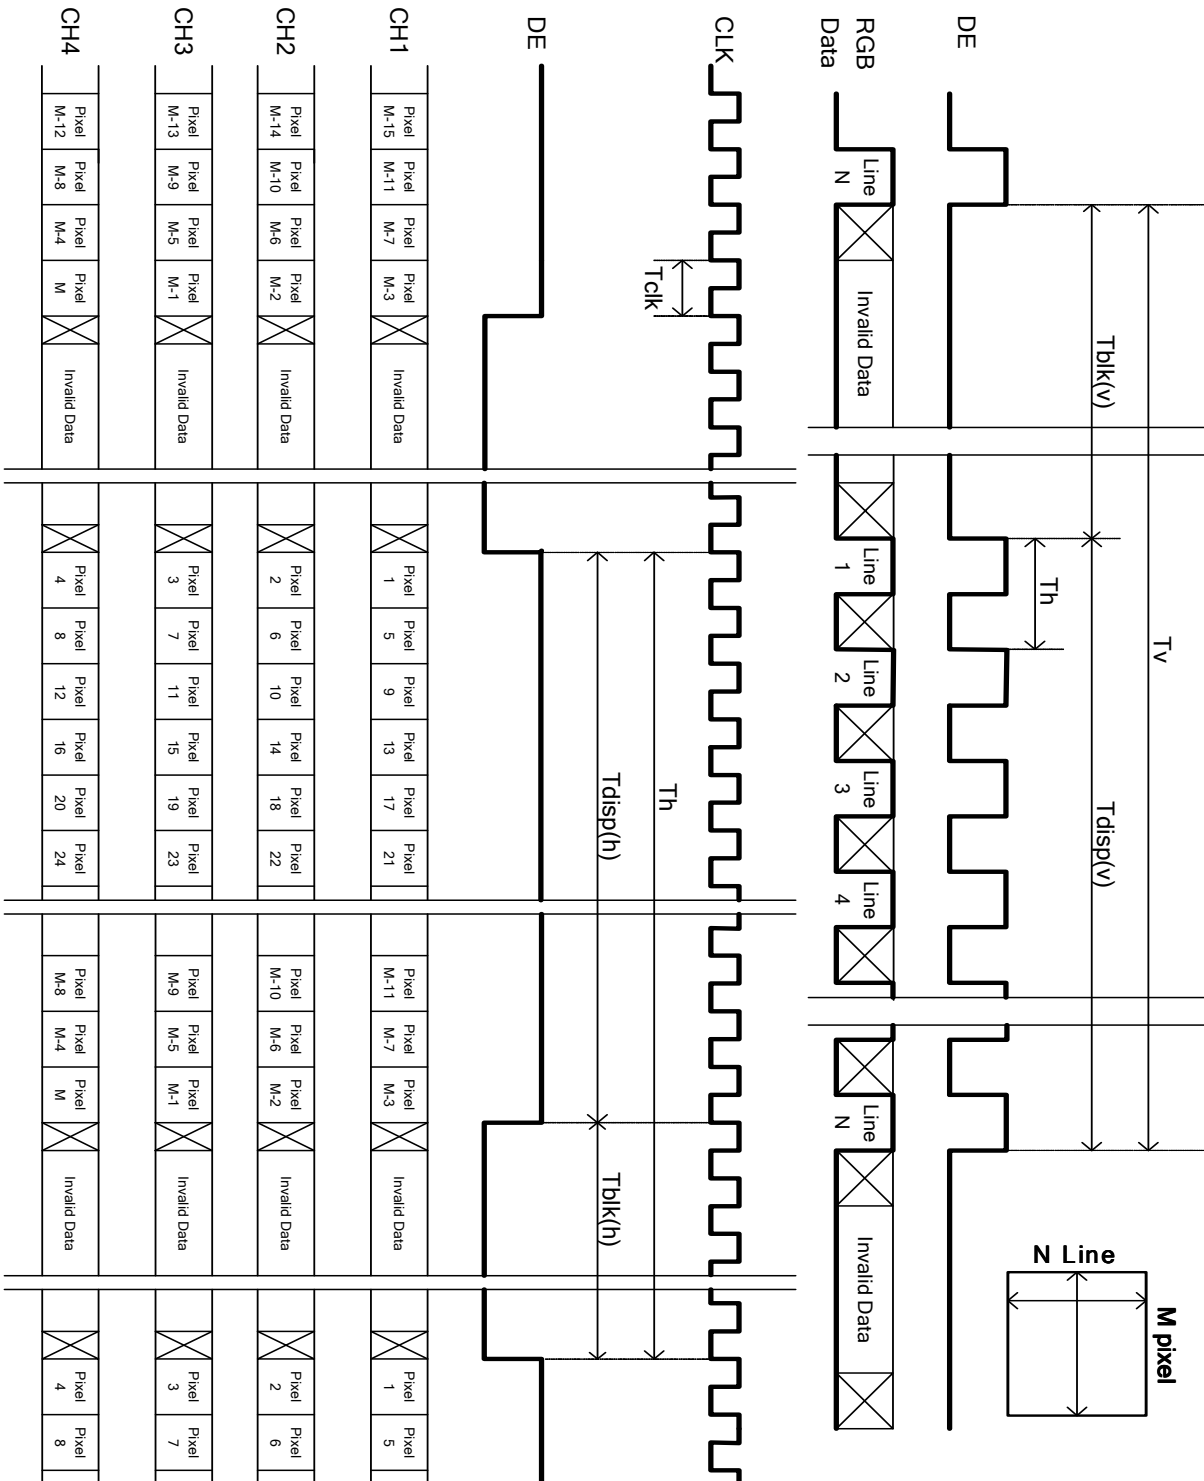 DE
Tv
Tblk(v)
Tdisp(v)
Th
N Line
M pixel
RGB
Data
Line
N
Invalid Data
Line
1
Line
2
Line
3
Line
4
Line
N
Invalid Data
CLK
Tclk
Th
Tdisp(h)
Tblk(h)
DE
CH1
Pixel
M-15
Pixel
M-11
Pixel
M-7
Pixel
M-3
Invalid Data
Pixel
1
Pixel
5
Pixel
9
Pixel
13
Pixel
17
Pixel
21
Pixel
M-11
Pixel
M-7
Pixel
M-3
Invalid Data
Pixel
1
Pixel
5
CH2
Pixel
M-14
Pixel
M-10
Pixel
M-6
Pixel
M-2
Invalid Data
Pixel
2
Pixel
6
Pixel
10
Pixel
14
Pixel
18
Pixel
22
Pixel
M-10
Pixel
M-6
Pixel
M-2
Invalid Data
Pixel
2
Pixel
6
CH3
Pixel
M-13
Pixel
M-9
Pixel
M-5
Pixel
M-1
Invalid Data
Pixel
3
Pixel
7
Pixel
11
Pixel
15
Pixel
19
Pixel
23
Pixel
M-9
Pixel
M-5
Pixel
M-1
Invalid Data
Pixel
3
Pixel
7
CH4
Pixel
M-12
Pixel
M-8
Pixel
M-4
Pixel
M
Invalid Data
Pixel
4
Pixel
8
Pixel
12
Pixel
16
Pixel
20
Pixel
24
Pixel
M-8
Pixel
M-4
Pixel
M
Invalid Data
Pixel
4
Pixel
8